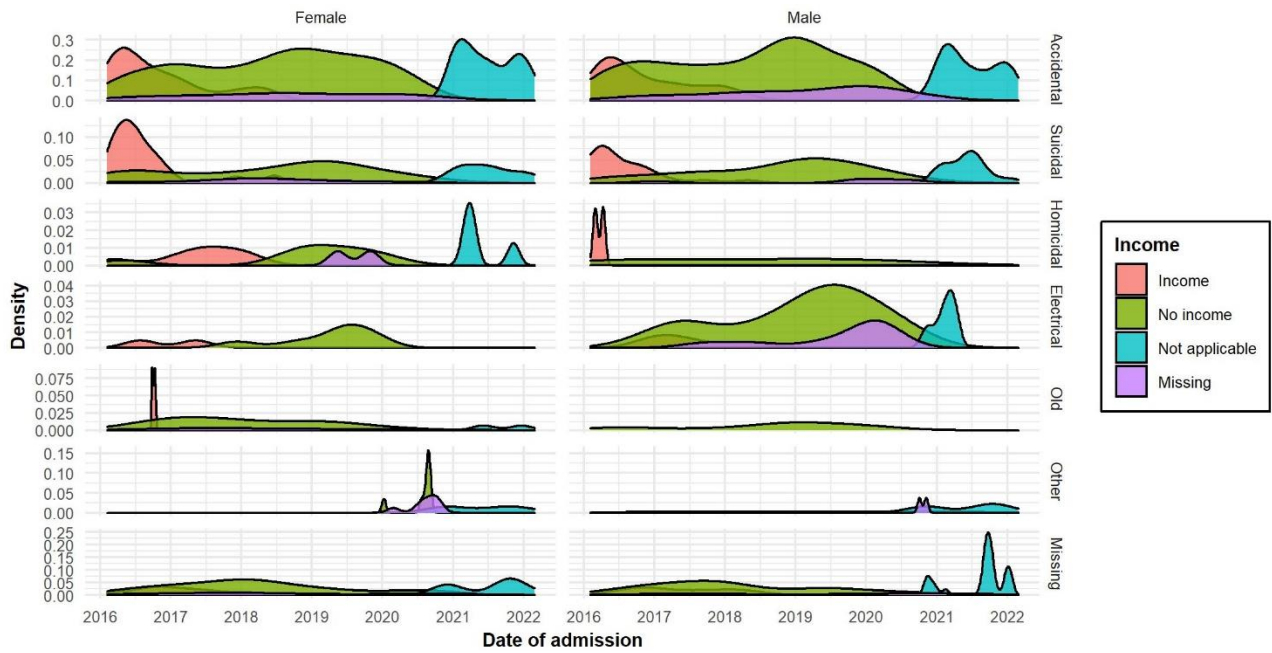 Female
Male
0.3
0.2
0.1
0.0
Accidental
0.10
0.05
0.00
Suicidal
0.03
0.02
0.01
0.00
Homicidal
0.04
0.03
0.02
0.01
0.00
Electrical
0.075
0.050
0.025
0.000
Old
0.15
0.10
0.05
0.00
Other
0.25
0.20
0.15
0.10
0.05
0.00
Missing
2016 2017 2018 2019 2020 2021 2022
2016 2017 2018 2019 2020 2021 2022
Density
Date of admission
Income
Income
No income
Not applicable
Missing